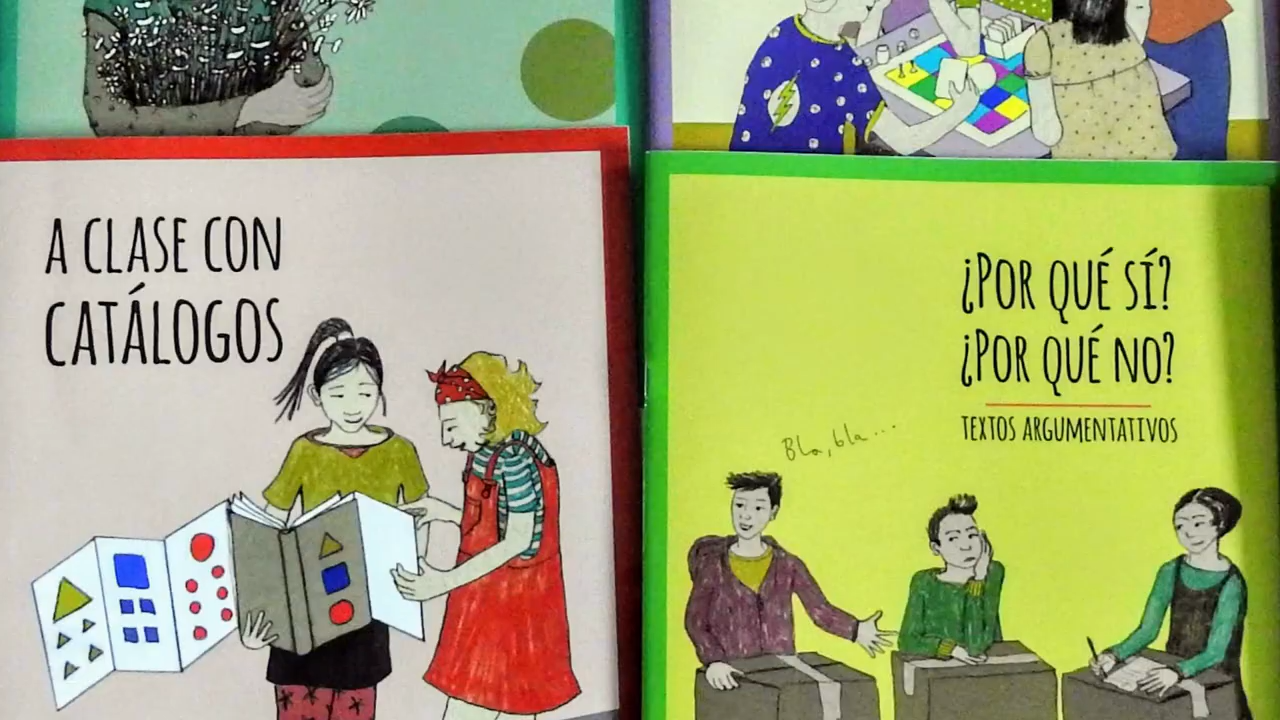 A CLASE CON
CATÁLOGOS
¿POR QUÉ SÍ?
¿POR QUÉ NO?
TEXTOS ARGUMENTATIVOS
Bla, bla...